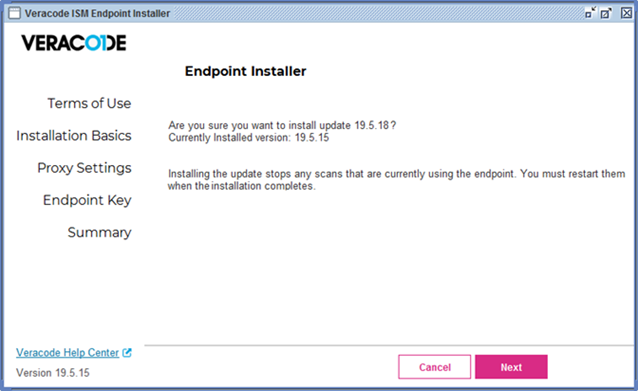 Veracode ISM Endpoint Installer
VERACODE
Endpoint Installer
Terms of Use
Installation Basics
Proxy Settings
Endpoint Key
Summary
Are you sure you want to install update 19.5.18?
Currently Installed version: 19.5.15
Installing the update stops any scans that are currently using the endpoint. You must restart them
when the installation completes.
Veracode Help Center
Version 19.5.15
Cancel
Next